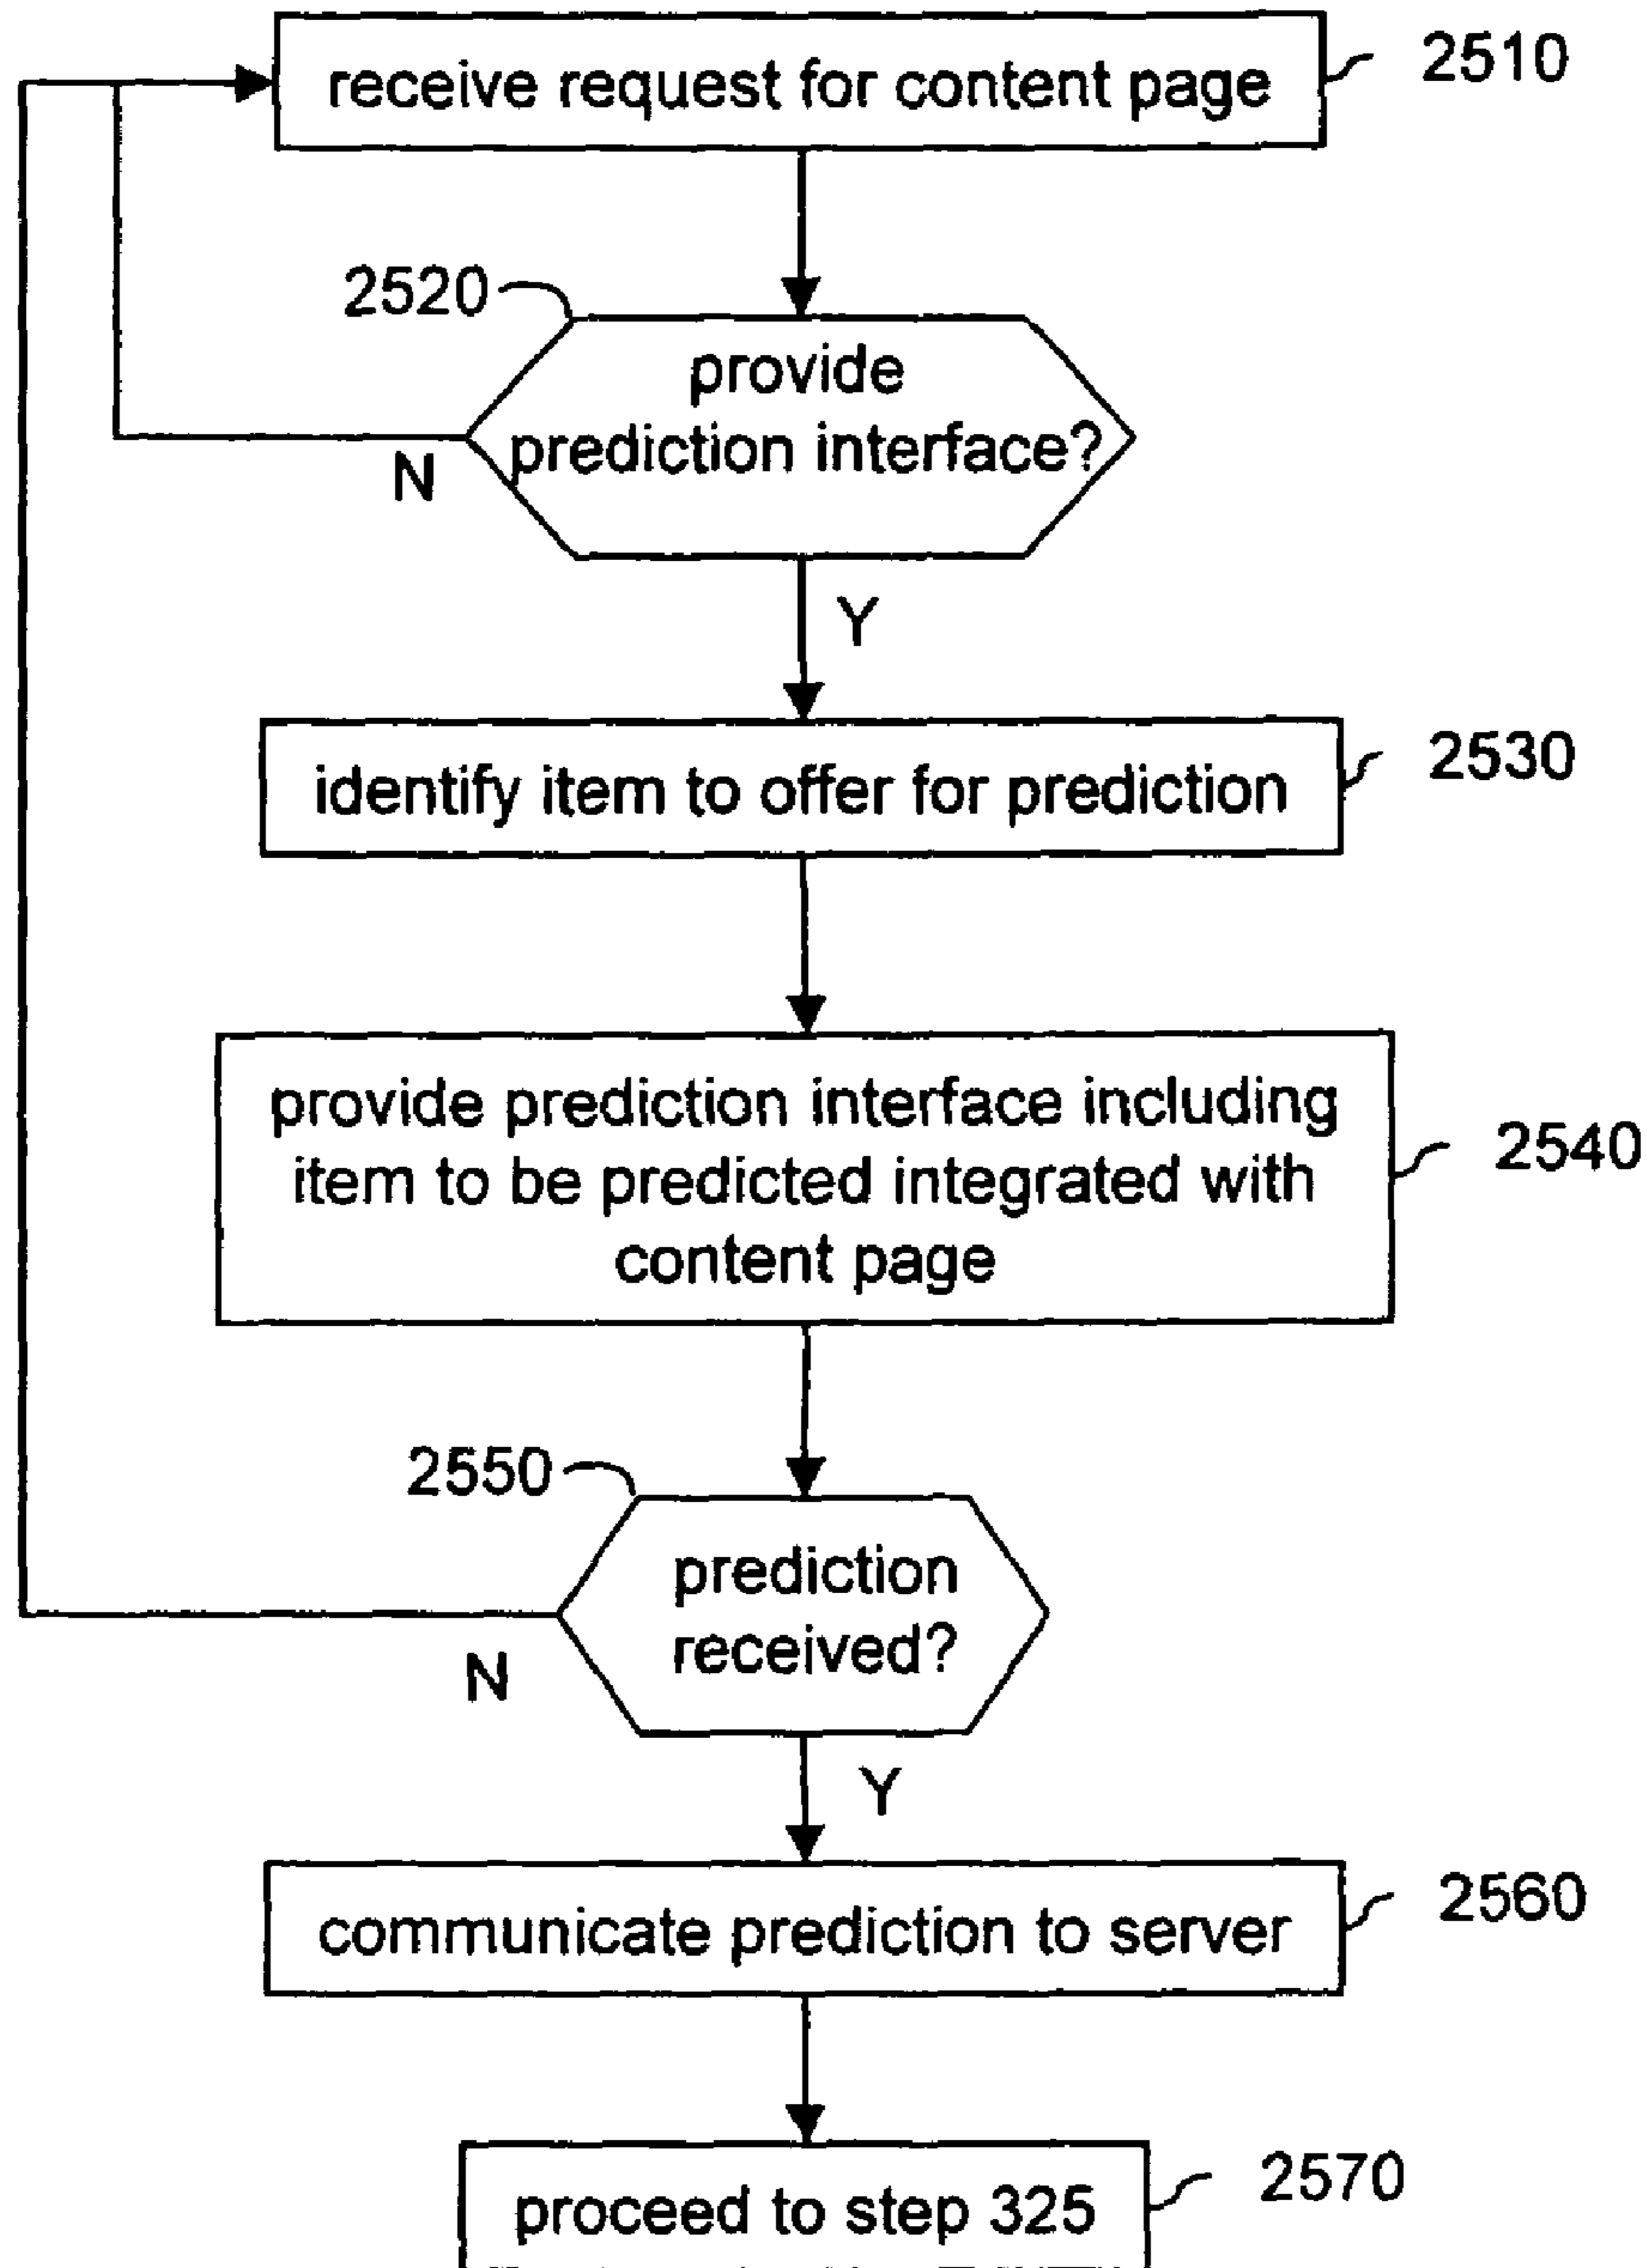 receive request for content page
2510
2520
provide
prediction interface?
N
Y
identify item to offer for prediction
2530
provide prediction interface including
item to be predicted integrated with
content page
2540
2550
prediction
received?
N
Y
communicate prediction to server
2560
proceed to step 325
2570